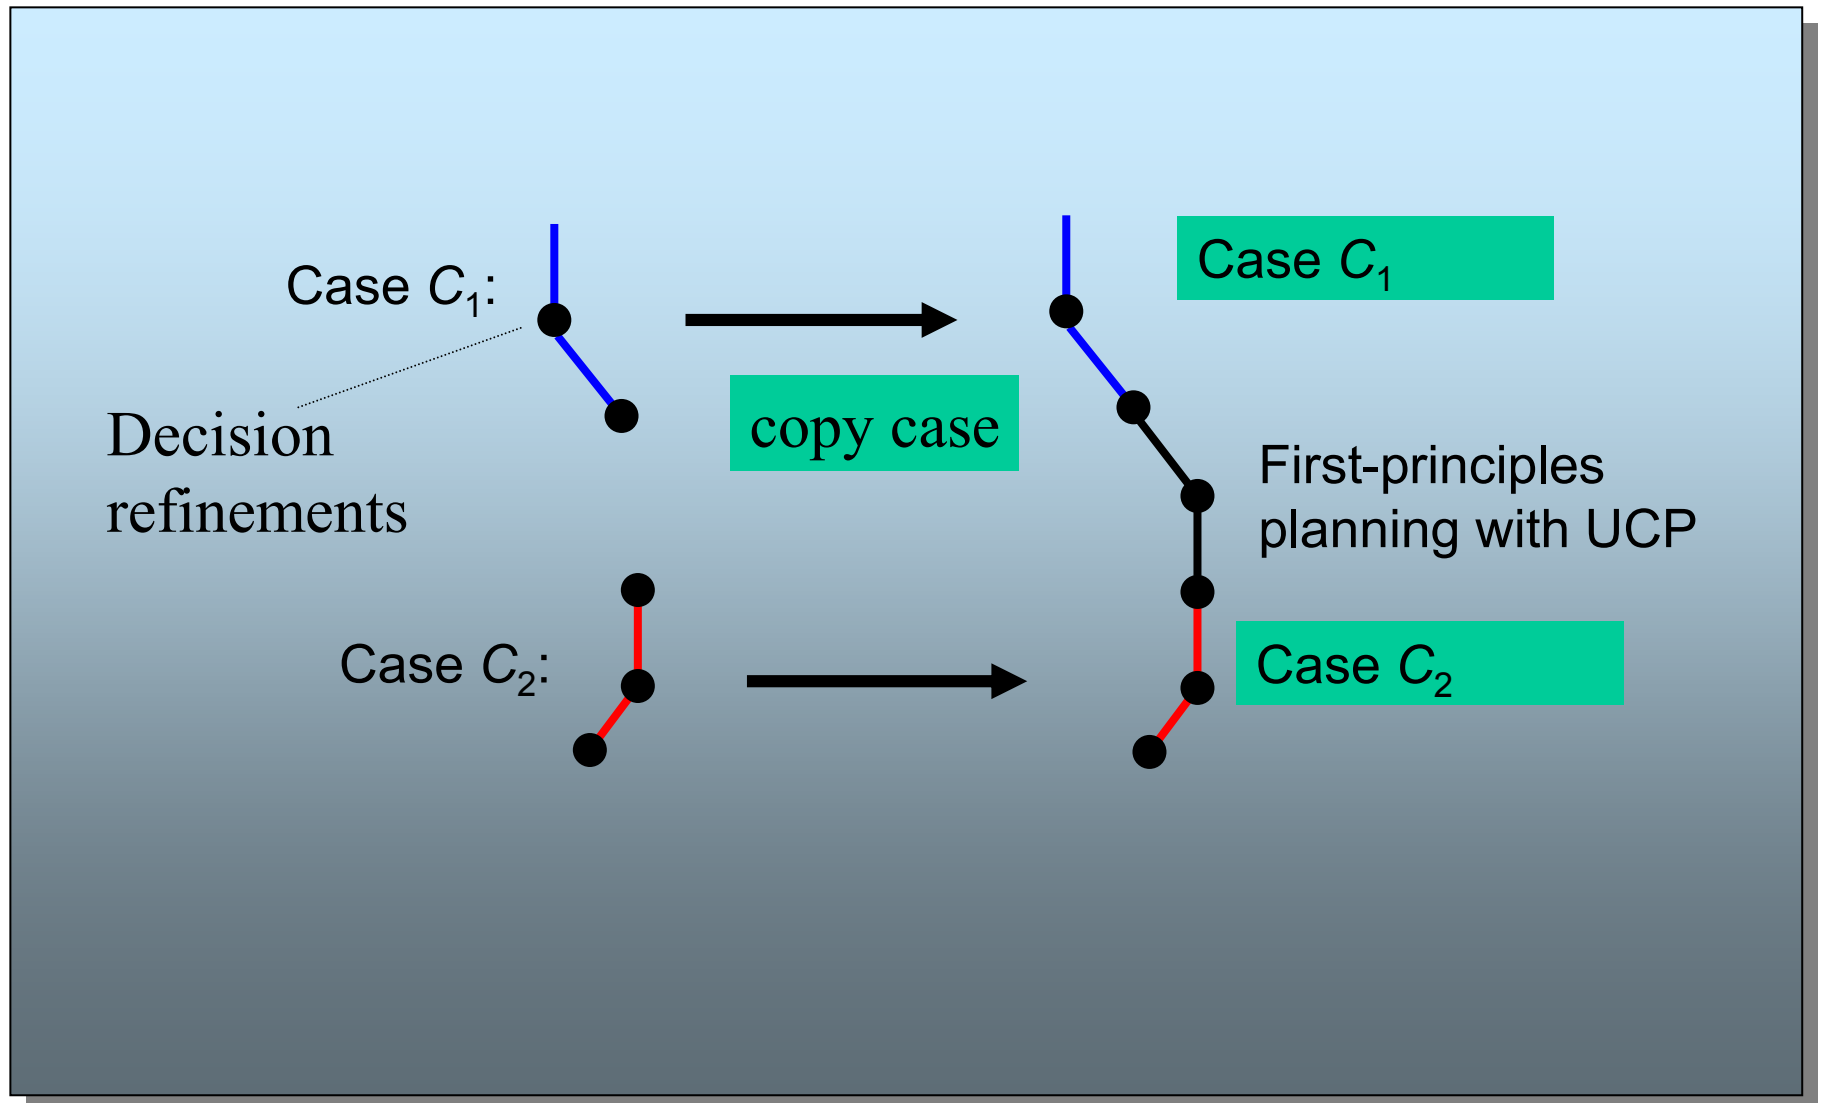 Case C₁:
Case C₁
Decision
refinements
copy case
First-principles
planning with UCP
Case C₂:
Case C₂